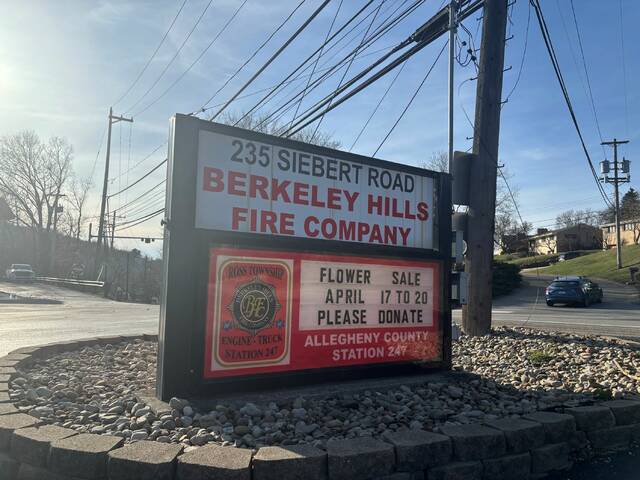 235 SIEBERT ROAD
BERKELEY HILLS
FIRE COMPANY
ROSS TOWNSHIP
ENGINE - TRUCK
STATION 247
FLOWER SALE
APRIL 17 TO 20
PLEASE DONATE
ALLEGHENY COUNTY
STATION 247